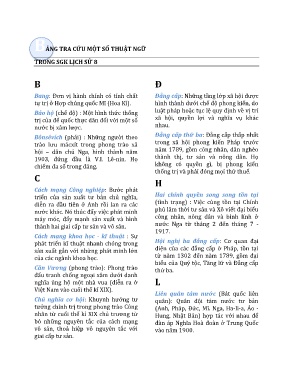 BẢNG TRA CỨU MỘT SỐ THUẬT NGỮ
TRONG SGK LỊCH SỬ 8
B
Bang: Đơn vị hành chính có tính chất
tự trị ở Hợp chủng quốc Mĩ (Hoa Kì).
Bảo hộ (chế độ) : Một hình thức thống
trị của đế quốc thực dân đối với một số
nước bị xâm lược.
Bônsêvích (phái) : Những người theo
trào lưu mácxít trong phong trào xã
hội – dân chủ Nga, hình thành năm
1903, đứng đầu là V.I. Lê-nin. Họ
chiếm đa số trong đảng.
C
Cách mạng Công nghiệp: Bước phát
triển của sản xuất tư bản chủ nghĩa,
diễn ra đầu tiên ở Anh rồi lan ra các
nước khác. Nó thúc đẩy việc phát minh
máy móc, đẩy mạnh sản xuất và hình
thành hai giai cấp tư sản và vô sản.
Cách mạng khoa học - kĩ thuật : Sự
phát triển kĩ thuật nhanh chóng trong
sản xuất gắn với những phát minh lớn
của các ngành khoa học.
Cần Vương (phong trào): Phong trào
đấu tranh chống ngoại xâm dưới danh
nghĩa ủng hộ một nhà vua (diễn ra ở
Việt Nam vào cuối thế kỉ XIX).
Chủ nghĩa cơ hội: Khuynh hướng tư
tưởng chính trị trong phong trào Công
nhân từ cuối thế kỉ XIX chủ trương từ
bỏ những nguyên tắc của cách mạng
vô sản, thoả hiệp vô nguyên tắc với
giai cấp tư sản.
Đ
Đẳng cấp: Những tầng lớp xã hội được
hình thành dưới chế độ phong kiến, do
luật pháp hoặc tục lệ quy định về vị trí
xã hội, quyền lợi và nghĩa vụ khác
nhau.
Đẳng cấp thứ ba: Đẳng cấp thấp nhất
trong xã hội phong kiến Pháp trước
năm 1789, gồm công nhân, dân nghèo
thành thị, tư sản và nông dân. Họ
không có quyền gì, bị phong kiến
thống trị và phải đóng mọi thứ thuế.
H
Hai chính quyền song song tồn tại
(tình trạng) : Việc cùng tồn tại Chính
phủ lâm thời tư sản và Xô viết đại biểu
công nhân, nông dân và binh lính ở
nước Nga từ tháng 2 đến tháng 7 -
1917.
Hội nghị ba đẳng cấp: Cơ quan đại
diện của các đẳng cấp ở Pháp, tồn tại
từ năm 1302 đến năm 1789, gồm đại
biểu của Quý tộc, Tăng lữ và Đẳng cấp
thứ ba.
L
Liên quân tám nước (Bát quốc liên
quân): Quân đội tám nước tư bản
(Anh, Pháp, Đức, Mĩ, Nga, Ita-li-a, Áo -
Hung, Nhật Bản) hợp tác với nhau để
đàn áp Nghĩa Hoà đoàn ở Trung Quốc
vào năm 1900.